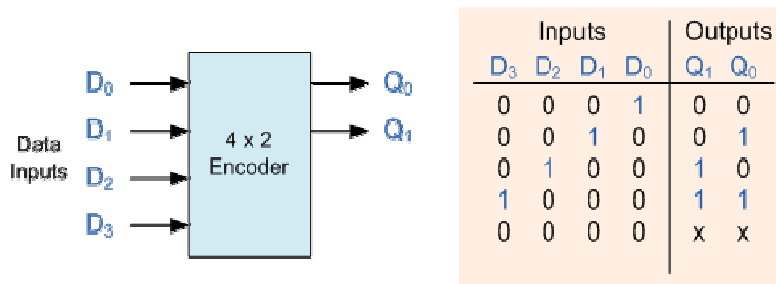 D₀
D₁
D₂
D₃
Data
Inputs
4 x 2
Encoder
Q₀
Q₁
Inputs Outputs
D₃ D₂ D₁ D₀ Q₁ Q₀
0 0 0 1 0 0
0 0 1 0 0 1
0 1 0 0 1 0
1 0 0 0 1 1
0 0 0 0 x x